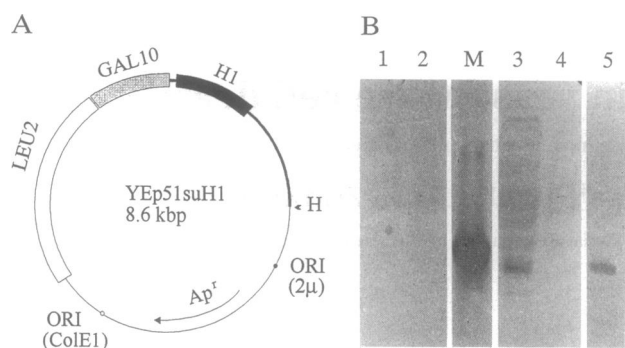 A
B
GAL10
H1
LEU2
YEp51suH1
8.6 kbp
H
ORI
(2μ)
Apʳ
ORI
(ColE1)
1 2 M 3 4 5